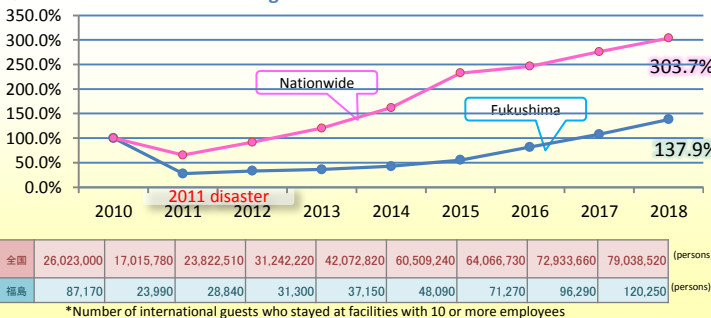 350.0%
300.0%
250.0%
200.0%
150.0%
100.0%
50.0%
0.0%
Nationwide
Fukushima
303.7%
137.9%
2011 disaster
2010 2011 2012 2013 2014 2015 2016 2017 2018
全国 26,023,000 17,015,780 23,822,510 31,242,220 42,072,820 60,509,240 64,066,730 72,933,660 79,038,520 (persons
福島 87,170 23,990 28,840 31,300 37,150 48,090 71,270 96,290 120,250 (persons)
*Number of international guests who stayed at facilities with 10 or more employees